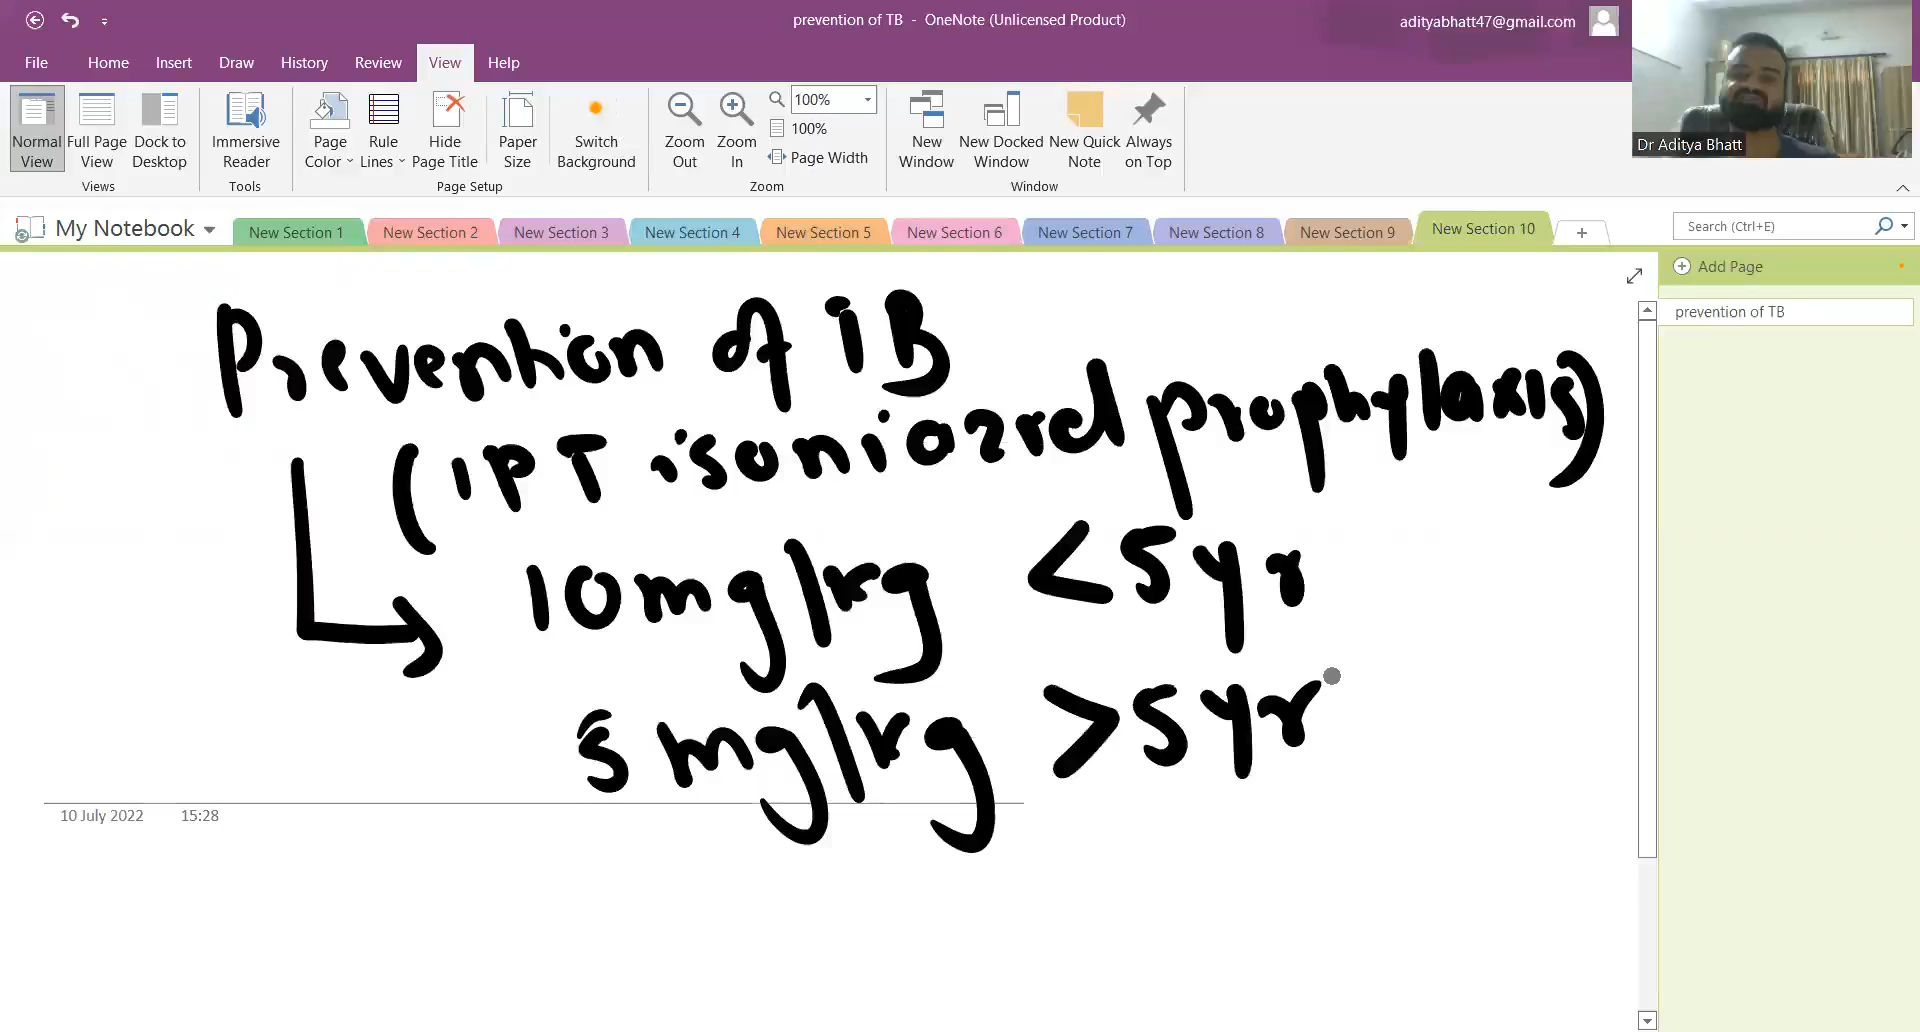 prevention of TB - OneNote (Unlicensed Product)
adityabhatt47@gmail.com
File Home Insert Draw History Review View Help
Normal View
Full Page View
Dock to Desktop
Immersive Reader
Page Color
Rule Lines
Hide Page Title
Paper Size
Switch Background
Zoom Out
Zoom In
100%
100%
Page Width
New Window
New Docked Window
New Quick Note
Always on Top
Views Tools Page Setup Zoom Window
Dr Aditya Bhatt
My Notebook
New Section 1 New Section 2 New Section 3 New Section 4 New Section 5 New Section 6 New Section 7 New Section 8 New Section 9 New Section 10
Search (Ctrl+E)
Add Page
prevention of TB
Prevention of TB
(IPT isoniazid prophylaxis)
10mg/kg <5yr
5 mg/kg >5yr
10 July 2022 15:28